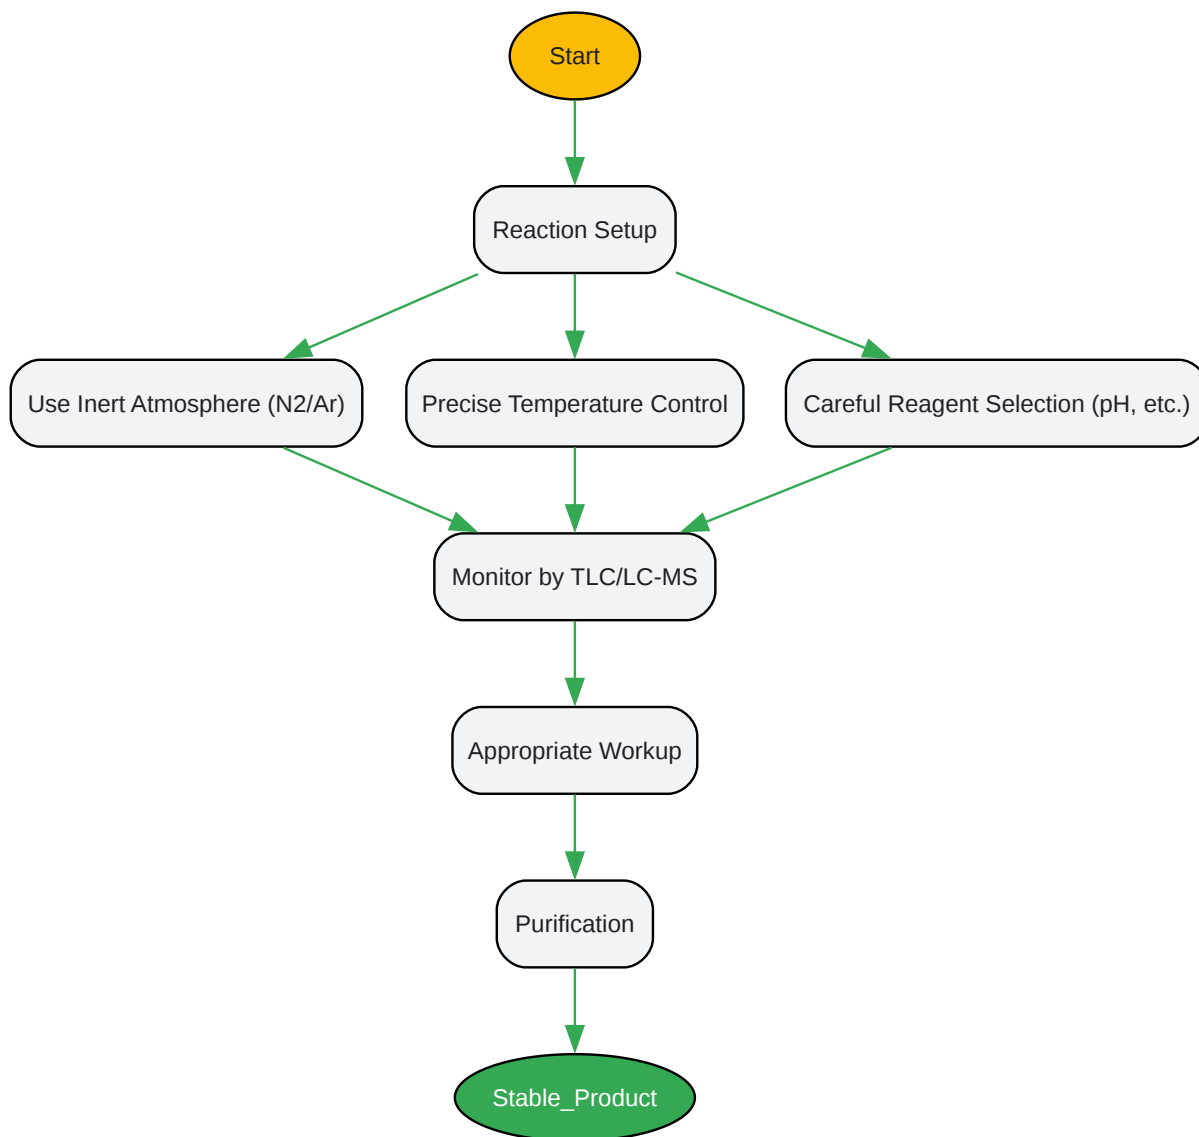 Start
Reaction Setup
Use Inert Atmosphere (N2/Ar)
Precise Temperature Control
Careful Reagent Selection (pH, etc.)
Monitor by TLC/LC-MS
Appropriate Workup
Purification
Stable_Product